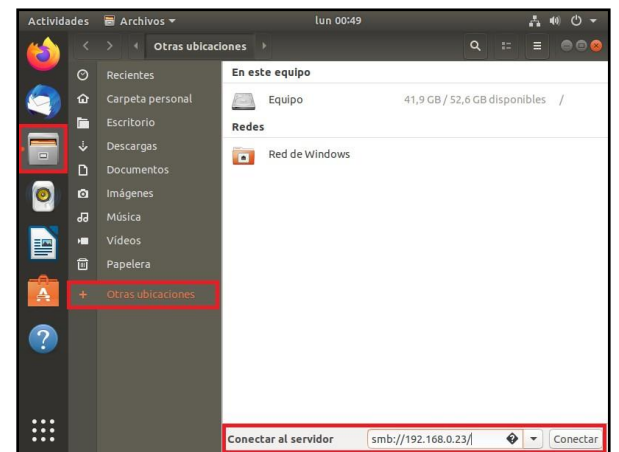 Actividades Archivos lun 00:49
Otras ubicaciones
Recientes
Carpeta personal
Escritorio
Descargas
Documentos
Imágenes
Música
Vídeos
Papelera
+ Otras ubicaciones
En este equipo
Equipo 41,9 GB / 52,6 GB disponibles /
Redes
Red de Windows
Conectar al servidor smb://192.168.0.23/ Conectar